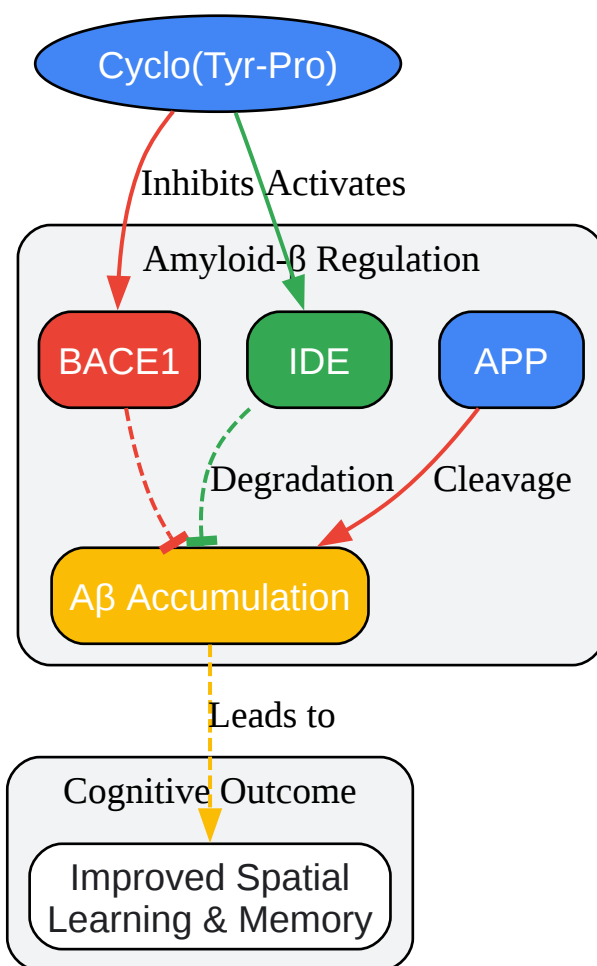 Cyclo(Tyr-Pro)
Inhibits
Activates
Amyloid-β Regulation
BACE1
IDE
APP
Degradation
Cleavage
Aβ Accumulation
Leads to
Cognitive Outcome
Improved Spatial
Learning & Memory